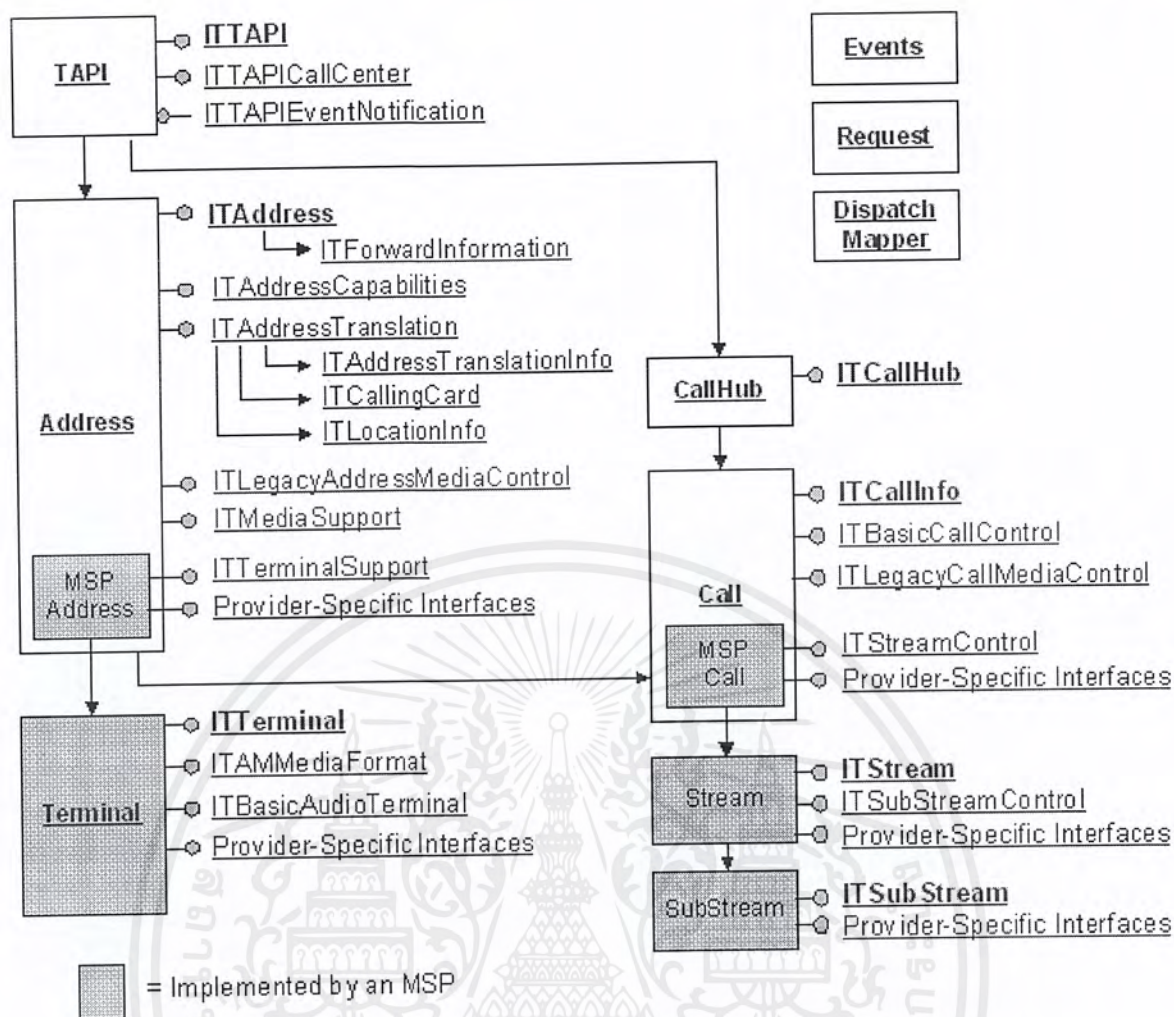 TAPI
ITTAPI
ITTAPICallCenter
ITTAPIEventNotification
Events
Request
Dispatch
Mapper
Address
ITAddress
ITForwardInformation
ITAddressCapabilities
ITAddressTranslation
ITAddressTranslationInfo
ITCallingCard
ITLocationInfo
ITLegacyAddressMediaControl
ITMediaSupport
MSP
Address
ITTerminalSupport
Provider-Specific Interfaces
CallHub
ITCallHub
Call
ITCallInfo
ITBasicCallControl
ITLegacyCallMediaControl
MSP
Call
ITStreamControl
Provider-Specific Interfaces
Terminal
ITTerminal
ITAMMediaFormat
ITBasicAudioTerminal
Provider-Specific Interfaces
Stream
ITStream
ITSubStreamControl
Provider-Specific Interfaces
SubStream
ITSubStream
Provider-Specific Interfaces
= Implemented by an MSP